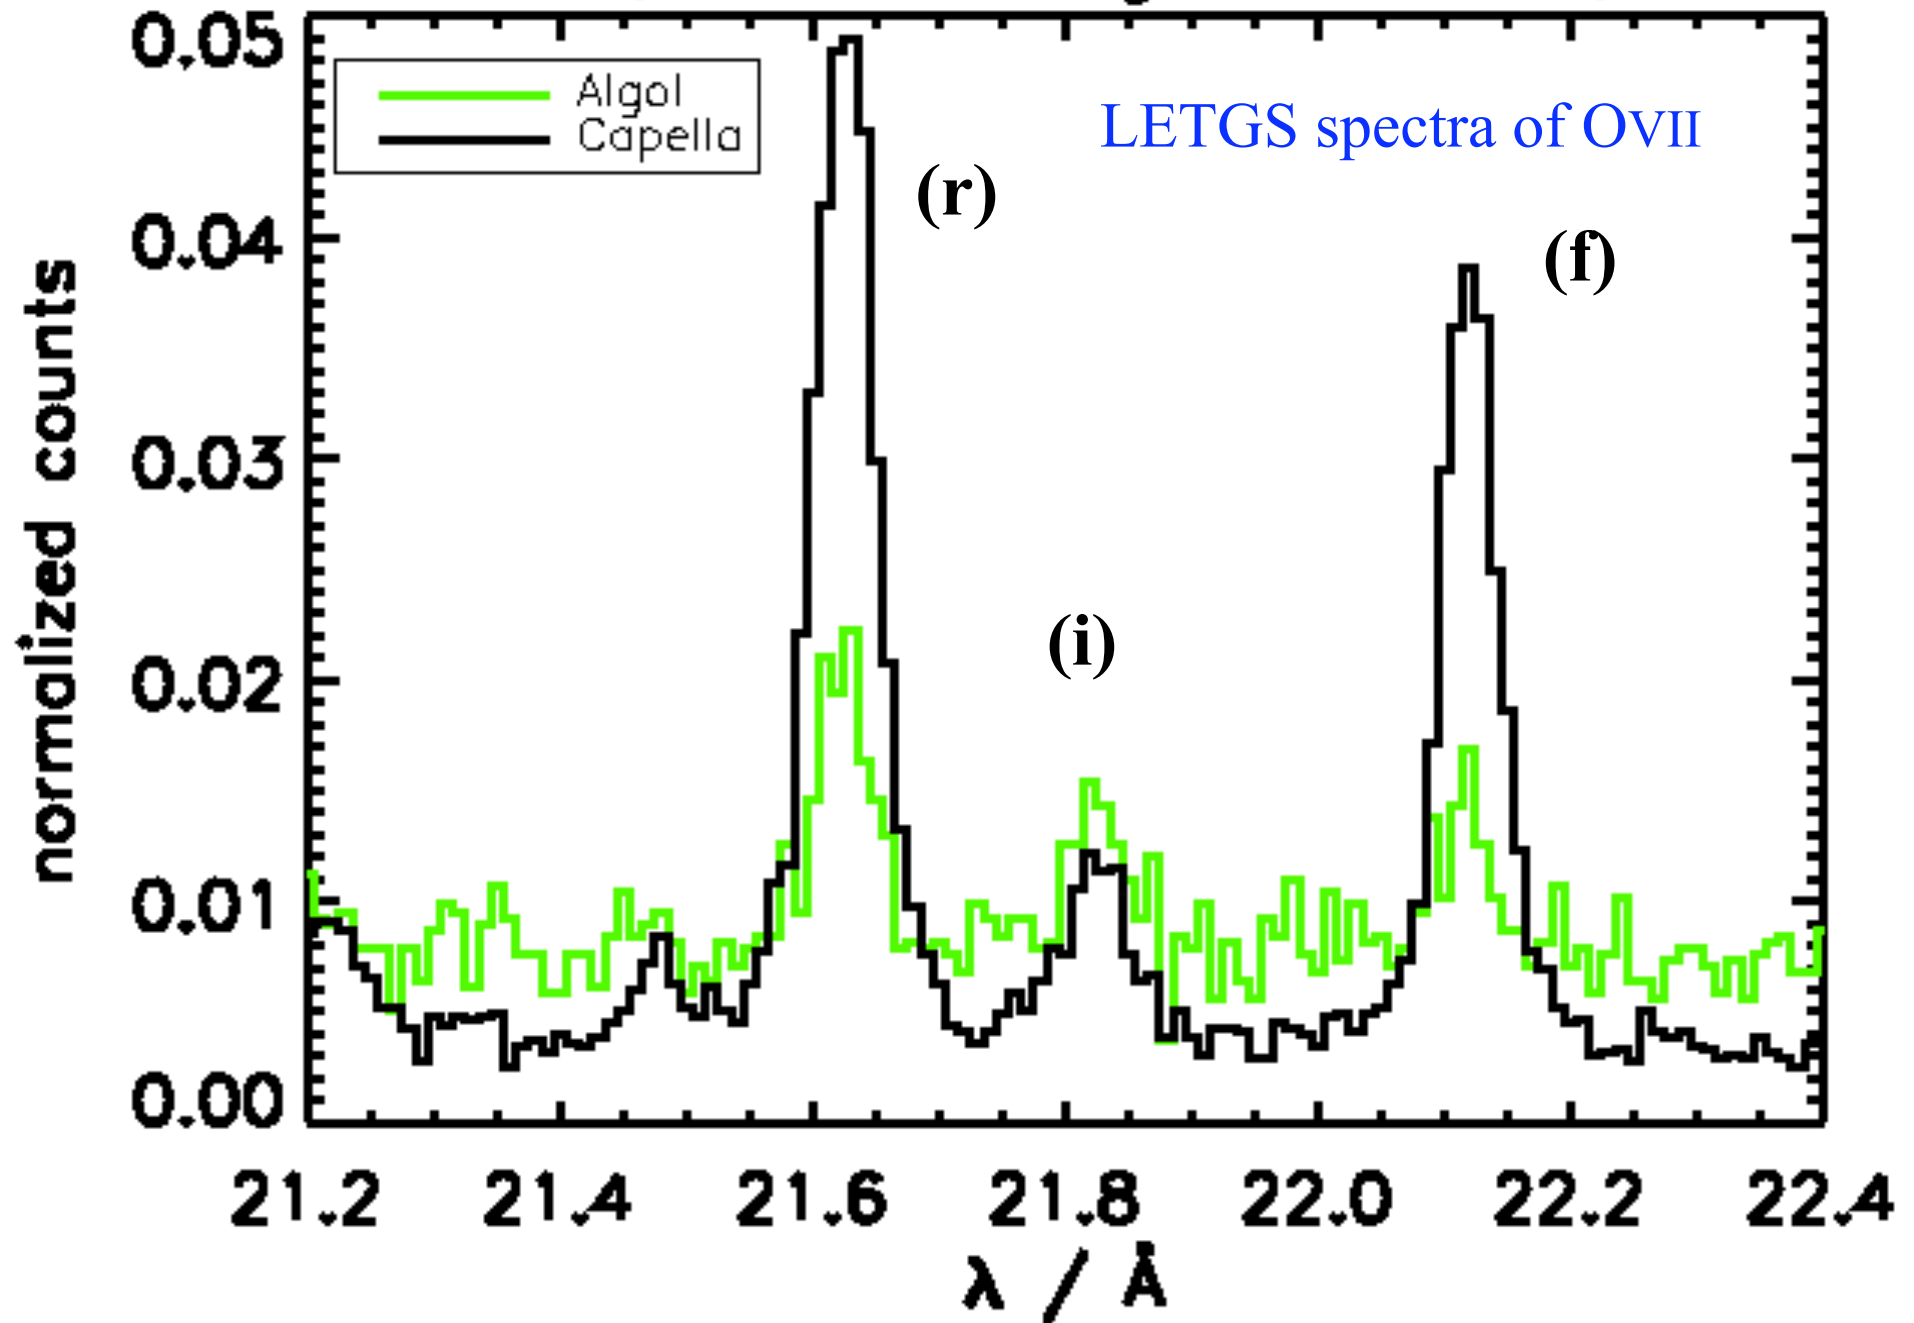 0.05
0.04
0.03
0.02
0.01
0.00
normalized counts
Algol
Capella
LETGS spectra of OVII
(r)
(f)
(i)
21.2 21.4 21.6 21.8 22.0 22.2 22.4
λ / Å